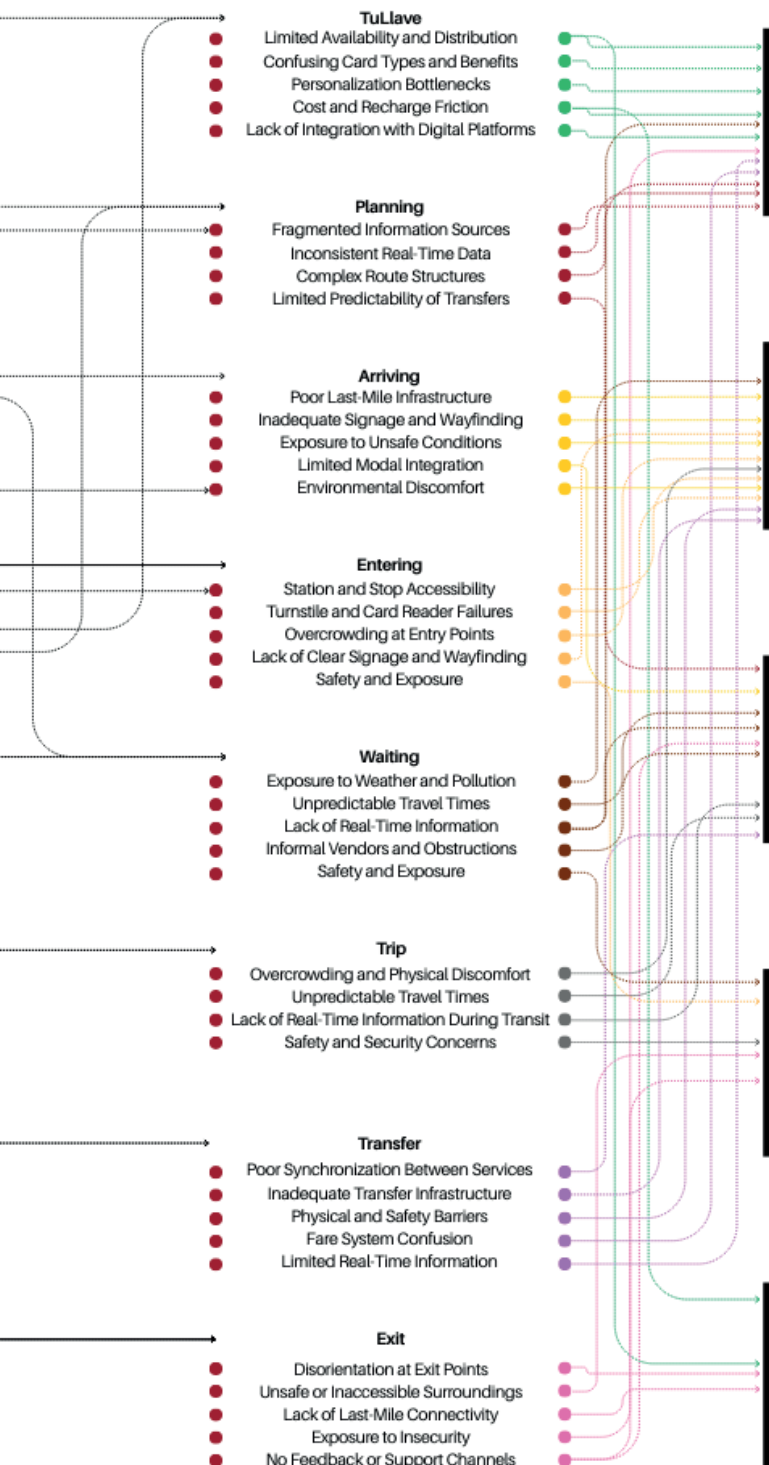 TuLlave
Limited Availability and Distribution
Confusing Card Types and Benefits
Personalization Bottlenecks
Cost and Recharge Friction
Lack of Integration with Digital Platforms
Planning
Fragmented Information Sources
Inconsistent Real-Time Data
Complex Route Structures
Limited Predictability of Transfers
Arriving
Poor Last-Mile Infrastructure
Inadequate Signage and Wayfinding
Exposure to Unsafe Conditions
Limited Modal Integration
Environmental Discomfort
Entering
Station and Stop Accessibility
Turnstile and Card Reader Failures
Overcrowding at Entry Points
Lack of Clear Signage and Wayfinding
Safety and Exposure
Waiting
Exposure to Weather and Pollution
Unpredictable Travel Times
Lack of Real-Time Information
Informal Vendors and Obstructions
Safety and Exposure
Trip
Overcrowding and Physical Discomfort
Unpredictable Travel Times
Lack of Real-Time Information During Transit
Safety and Security Concerns
Transfer
Poor Synchronization Between Services
Inadequate Transfer Infrastructure
Physical and Safety Barriers
Fare System Confusion
Limited Real-Time Information
Exit
Disorientation at Exit Points
Unsafe or Inaccessible Surroundings
Lack of Last-Mile Connectivity
Exposure to Insecurity
No Feedback or Support Channels